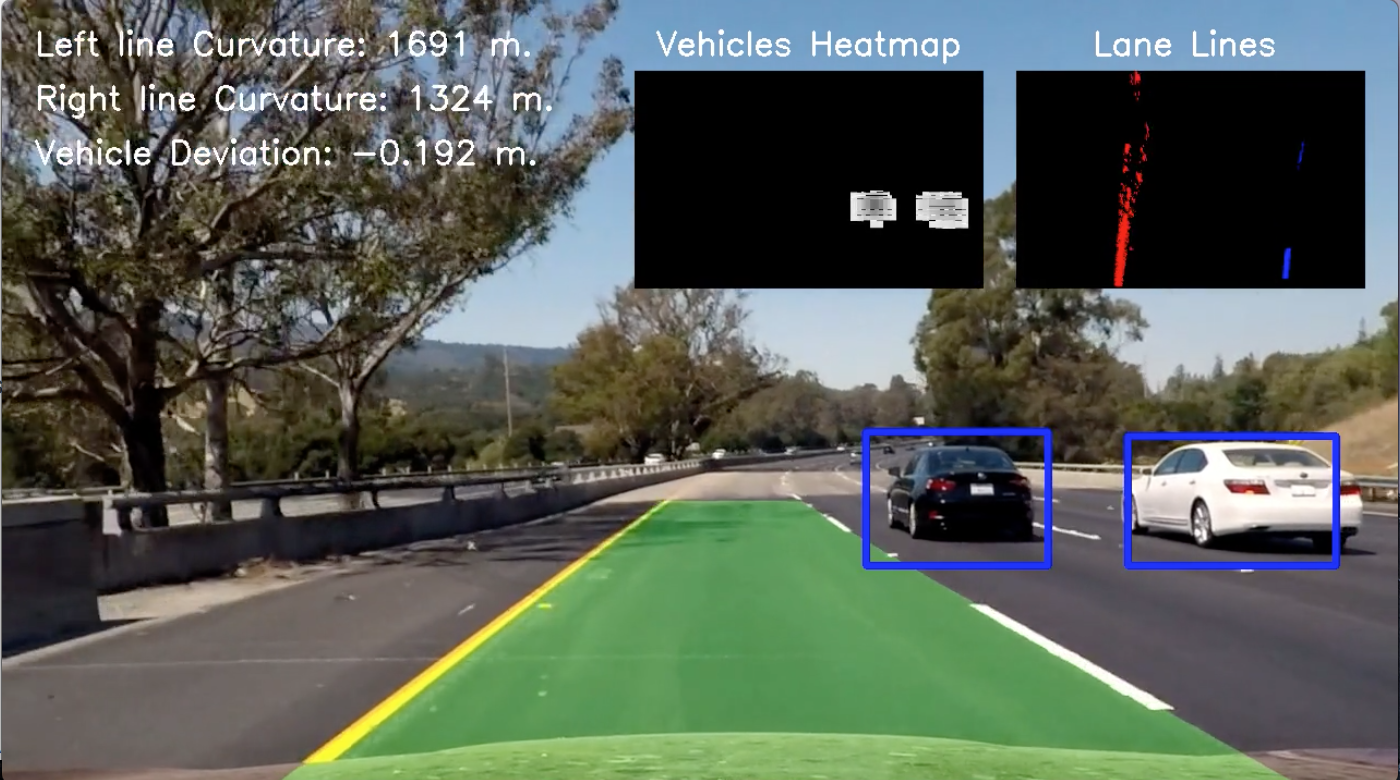 Left line Curvature: 1691 m.
Right line Curvature: 1324 m.
Vehicle Deviation: -0.192 m.
Vehicles Heatmap
Lane Lines